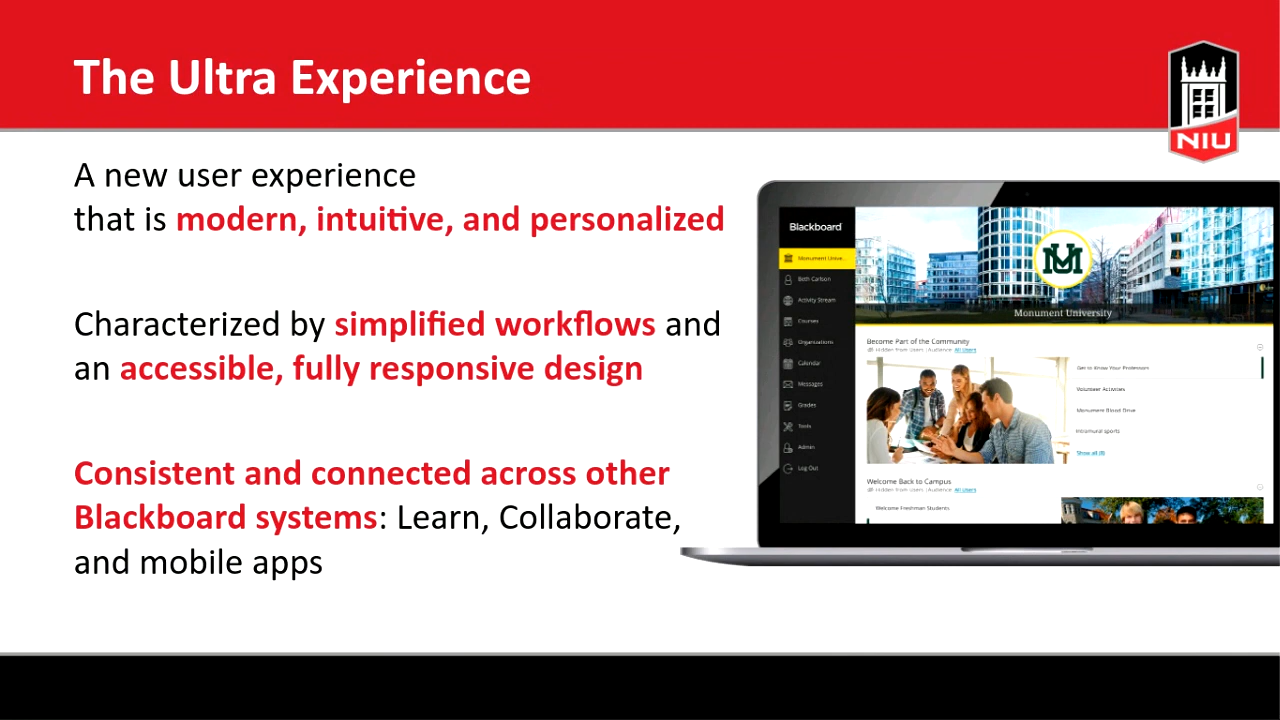 The Ultra Experience
NIU
A new user experience
that is modern, intuitive, and personalized
Characterized by simplified workflows and
an accessible, fully responsive design
Consistent and connected across other
Blackboard systems: Learn, Collaborate,
and mobile apps
Blackboard
Monument Unive...
Beth Carlson
Activity Stream
Courses
Organizations
Calendar
Messages
Grades
Tools
Admin
Log Out
Monument University
Become Part of the Community
Hidden from Users | Audience: All Users
Get to Know Your Professors
Volunteer Activities
Monument Blood Drive
Intramural Sports
Show all (8)
Welcome Back to Campus
Hidden from Users | Audience: All Users
Welcome Freshman Students